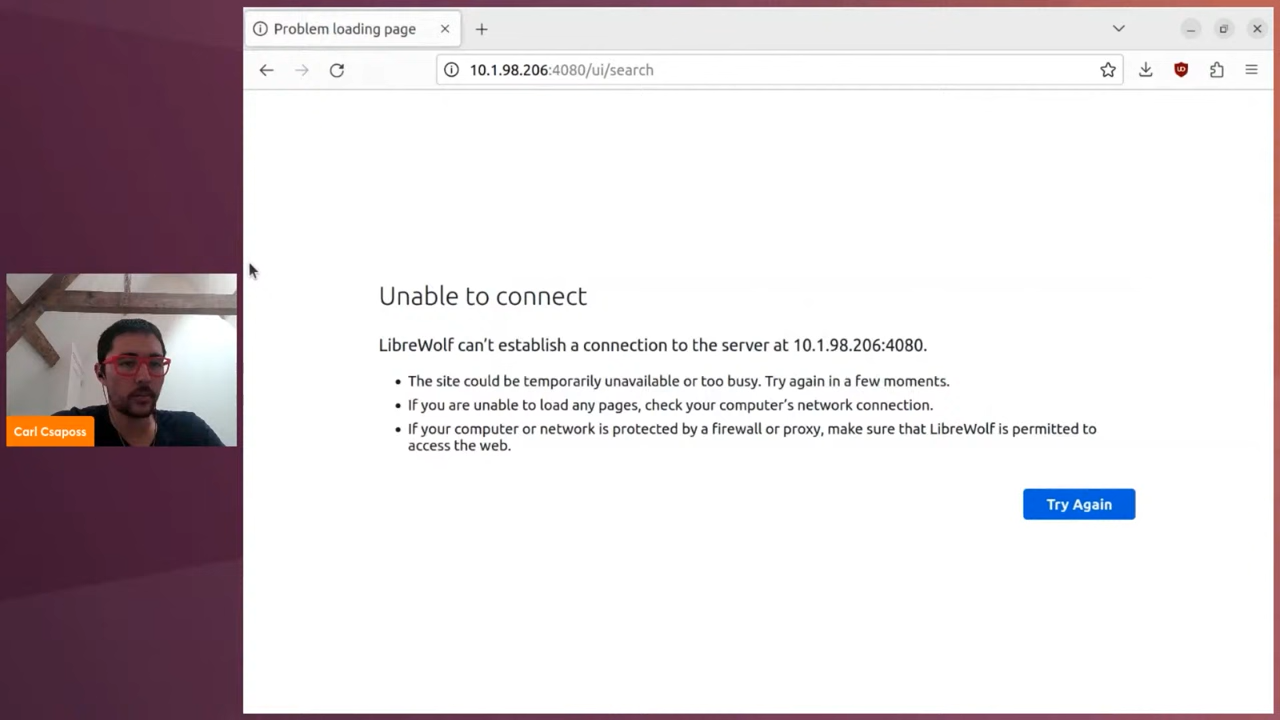 Problem loading page
10.1.98.206:4080/ui/search
Unable to connect
LibreWolf can’t establish a connection to the server at 10.1.98.206:4080.
• The site could be temporarily unavailable or too busy. Try again in a few moments.
• If you are unable to load any pages, check your computer’s network connection.
• If your computer or network is protected by a firewall or proxy, make sure that LibreWolf is permitted to
access the web.
Try Again
Carl Csaposs